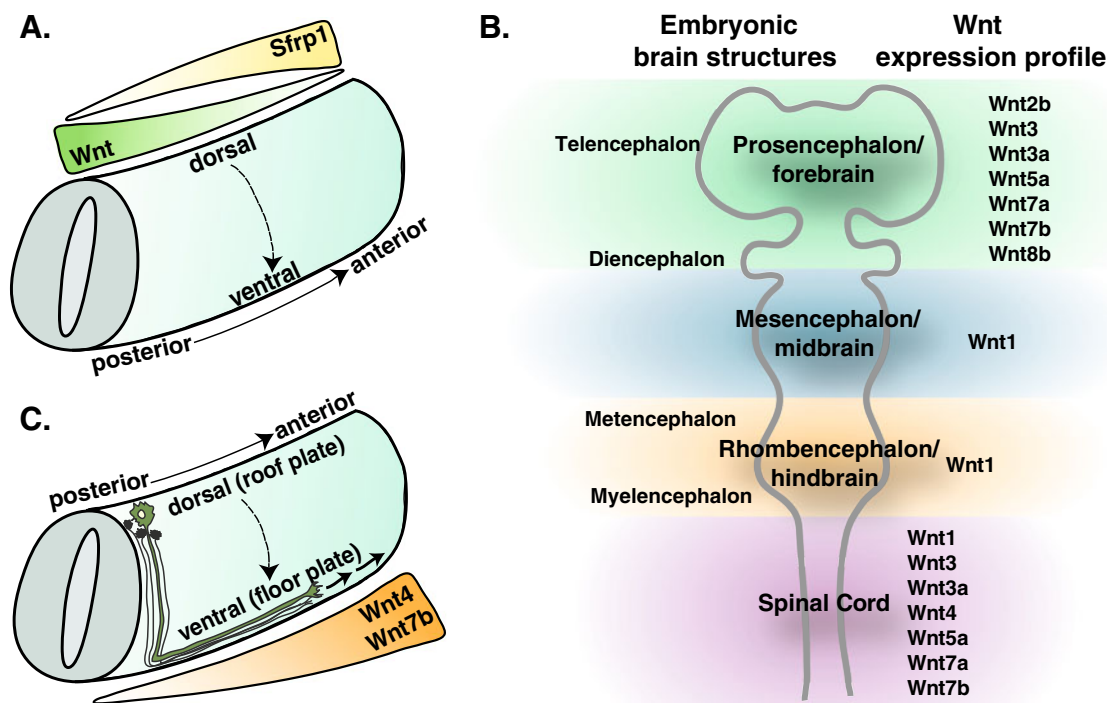 A.
Sfrp1
Wnt
dorsal
ventral
posterior
anterior
B.
Embryonic
brain structures
Wnt
expression profile
Telencephalon
Prosencephalon/
forebrain
Wnt2b
Wnt3
Wnt3a
Wnt5a
Wnt7a
Wnt7b
Wnt8b
Diencephalon
Mesencephalon/
midbrain
Wnt1
Metencephalon
Rhombencephalon/
hindbrain
Wnt1
Myelencephalon
Spinal Cord
Wnt1
Wnt3
Wnt3a
Wnt4
Wnt5a
Wnt7a
Wnt7b
C.
posterior
anterior
dorsal (roof plate)
ventral (floor plate)
Wnt4
Wnt7b